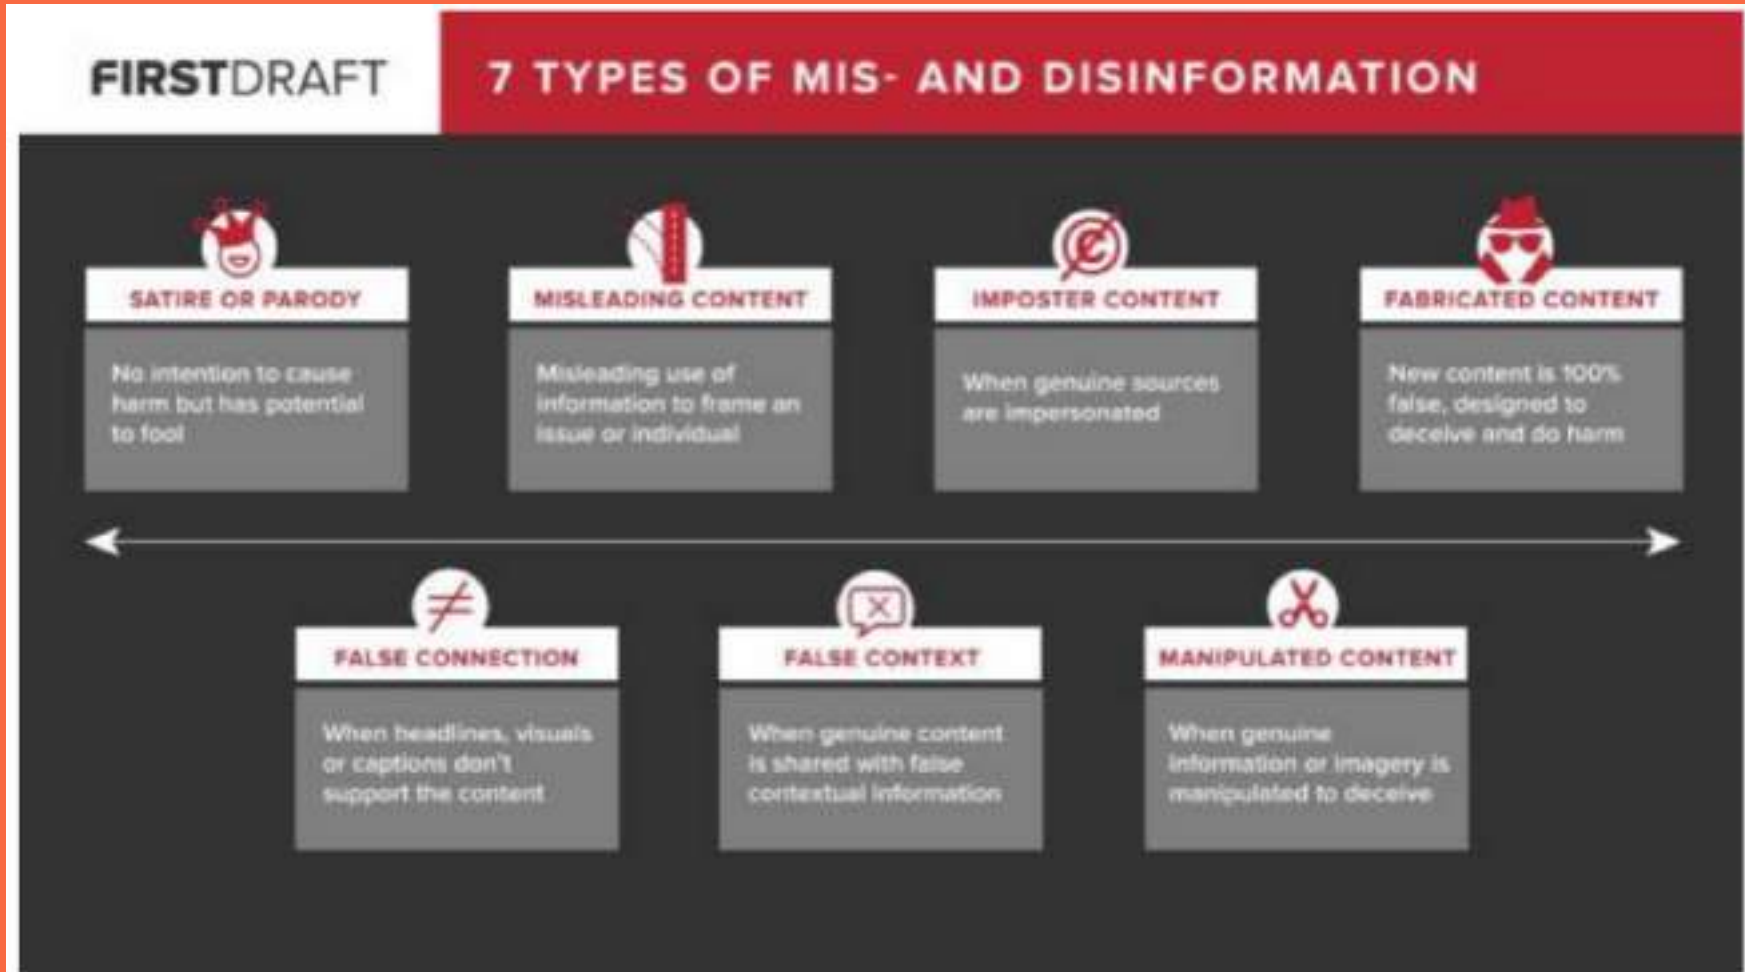 FIRSTDRAFT
7 TYPES OF MIS- AND DISINFORMATION
SATIRE OR PARODY
No intention to cause
harm but has potential
to fool
MISLEADING CONTENT
Misleading use of
information to frame an
issue or individual
IMPOSTER CONTENT
When genuine sources
are impersonated
FABRICATED CONTENT
New content is 100%
false, designed to
deceive and do harm
FALSE CONNECTION
When headlines, visuals
or captions don't
support the content
FALSE CONTEXT
When genuine content
is shared with false
contextual information
MANIPULATED CONTENT
When genuine
information or imagery is
manipulated to deceive